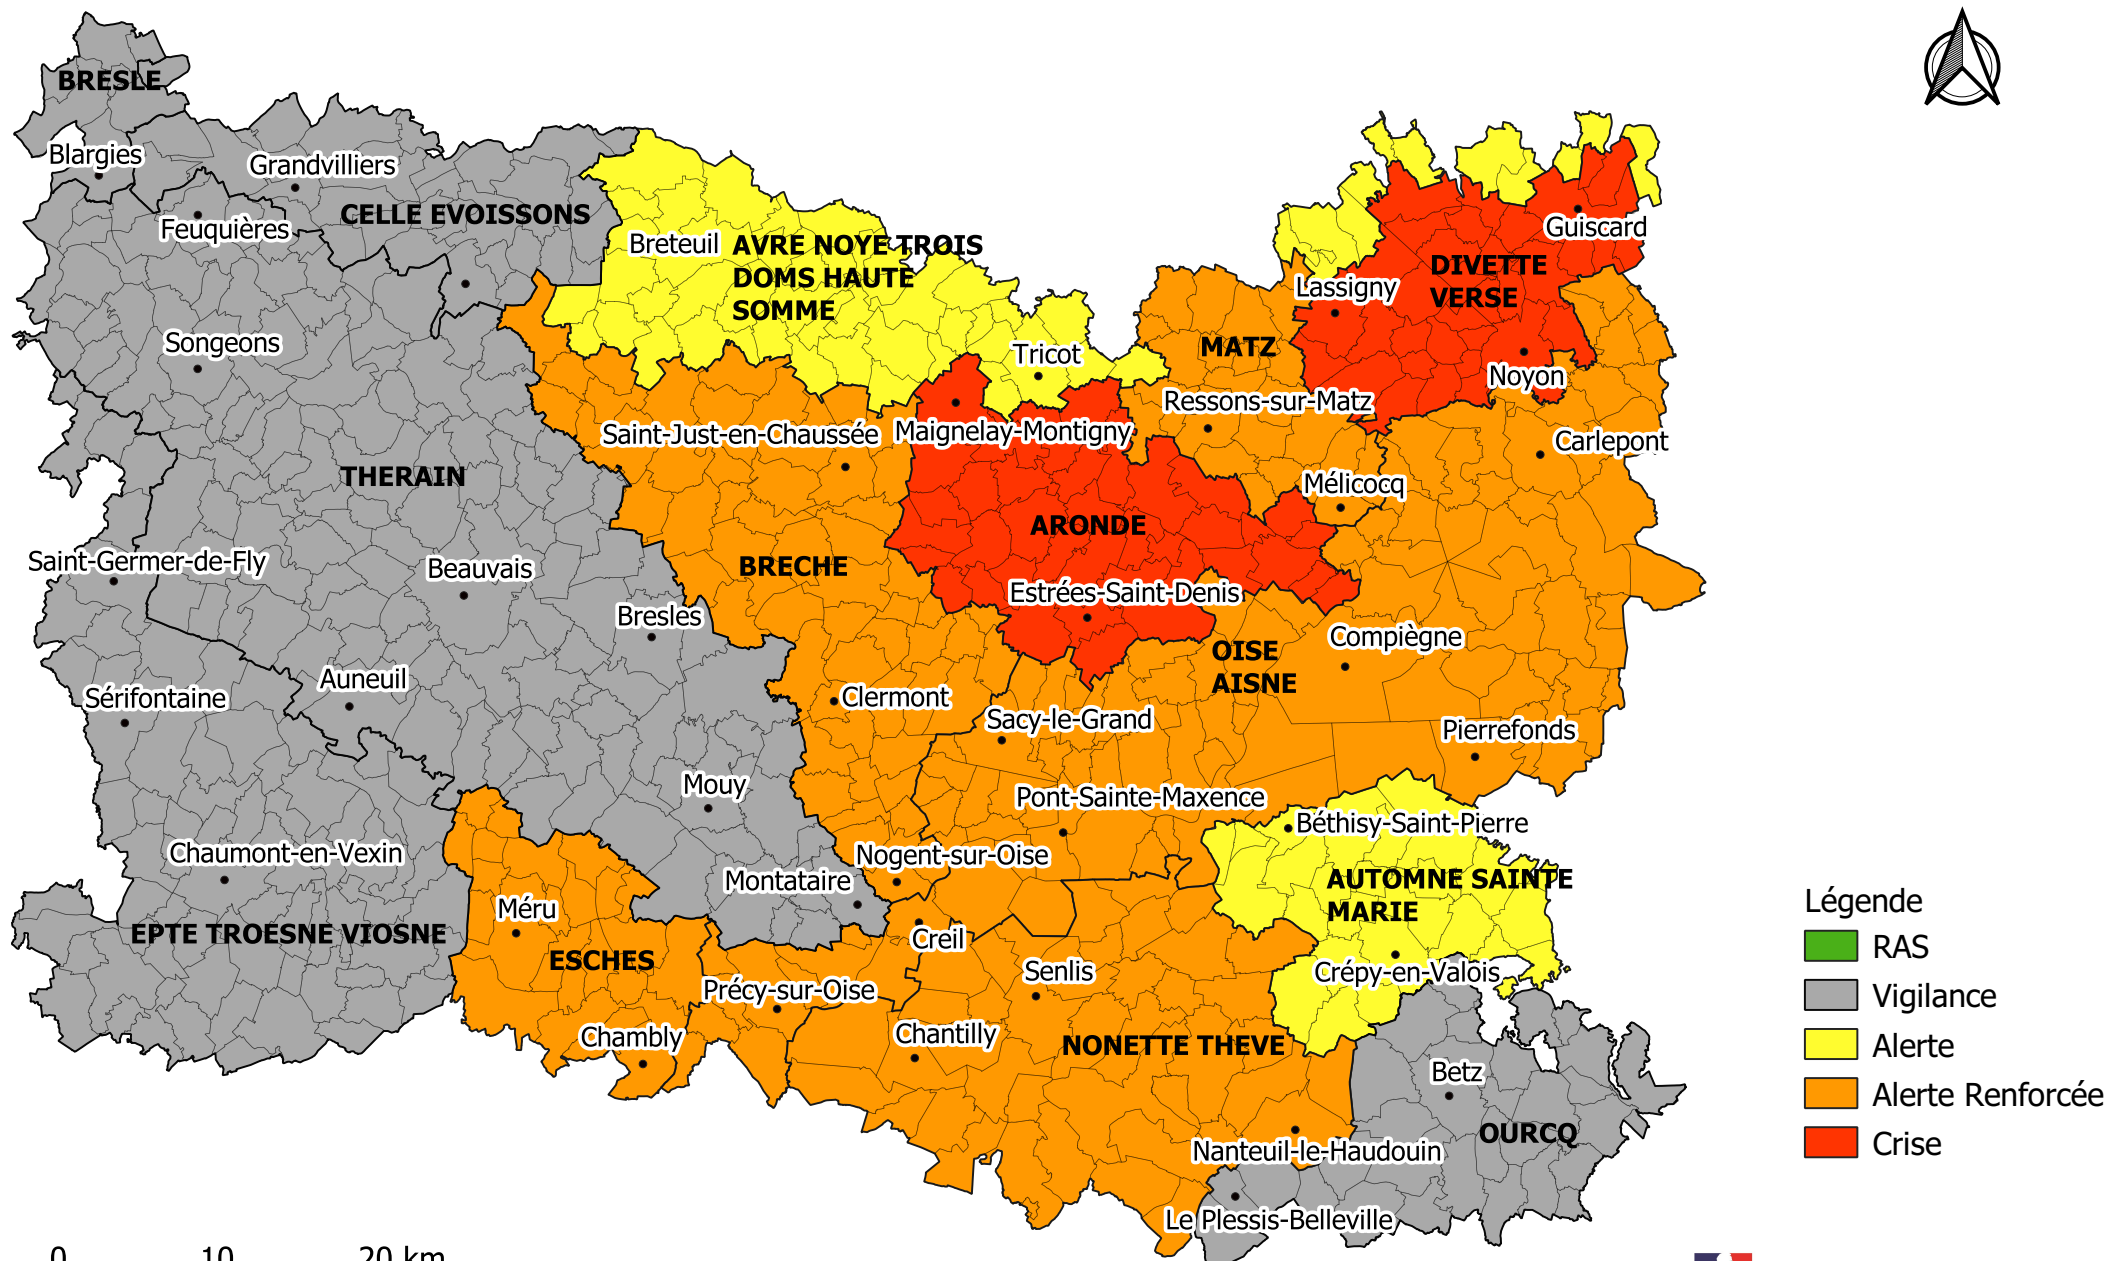 BRESLE
Blargies
Grandvilliers
CELLE EVOISSONS
Feuquières
Breteuil
AVRE NOYE TROIS
DOMS HAUTE
SOMME
Guiscard
DIVETTE
VERSE
Lassigny
Songeons
Tricot
MATZ
Noyon
Ressons-sur-Matz
Saint-Just-en-Chaussée
Maignelay-Montigny
Carlepont
THERAIN
Mélicocq
ARONDE
Saint-Germer-de-Fly
Beauvais
BRECHE
Estrées-Saint-Denis
Bresles
Compiègne
OISE
AISNE
Auneuil
Sérifontaine
Clermont
Sacy-le-Grand
Pierrefonds
Mouy
Pont-Sainte-Maxence
Béthisy-Saint-Pierre
Chaumont-en-Vexin
Nogent-sur-Oise
Montataire
AUTOMNE SAINTE
MARIE
Méru
EPTE TROESNE VIOSNE
Creil
ESCHES
Senlis
Crépy-en-Valois
Précy-sur-Oise
Chambly
Chantilly
NONETTE THEVE
Betz
OURCQ
Nanteuil-le-Haudouin
Le Plessis-Belleville
Légende
RAS
Vigilance
Alerte
Alerte Renforcée
Crise
0 10 20 km